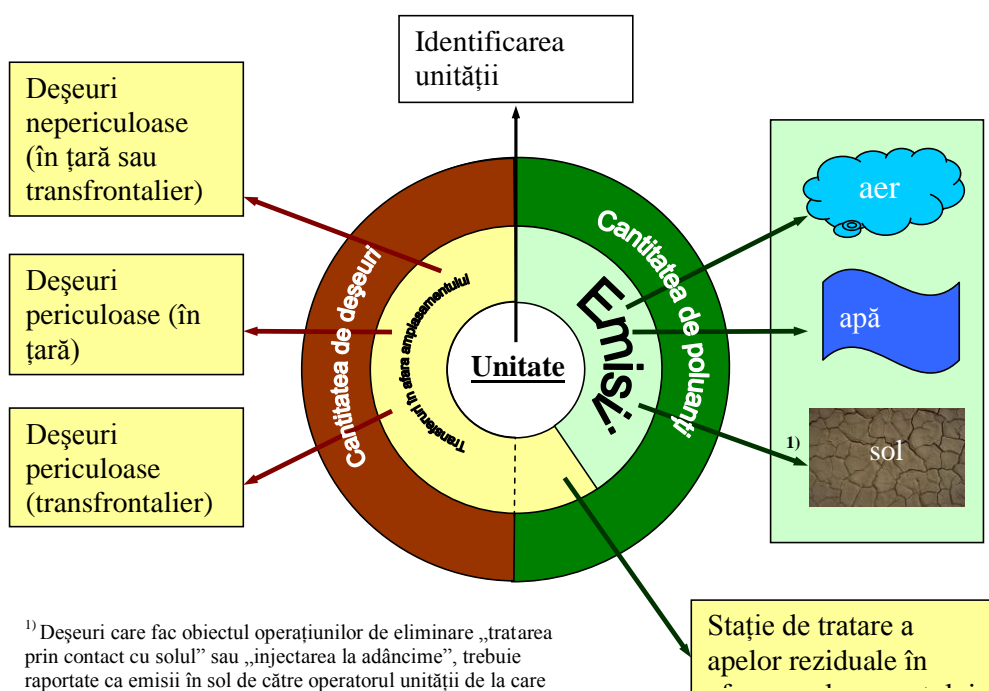 Identificarea
unității
Deşeuri
nepericuloase
(în țară sau
transfrontalier)
Deşeuri
periculoase (în
țară)
Deşeuri
periculoase
(transfrontalier)
Cantitatea de deşeuri
Transferuri în afara amplasamentului
Unitate
Emisii
Cantitatea de poluanți
aer
apă
1)
sol
1) Deşeuri care fac obiectul operațiunilor de eliminare „tratarea
prin contact cu solul” sau „injectarea la adâncime”, trebuie
raportate ca emisii în sol de către operatorul unității de la care
Stație de tratare a
apelor reziduale în